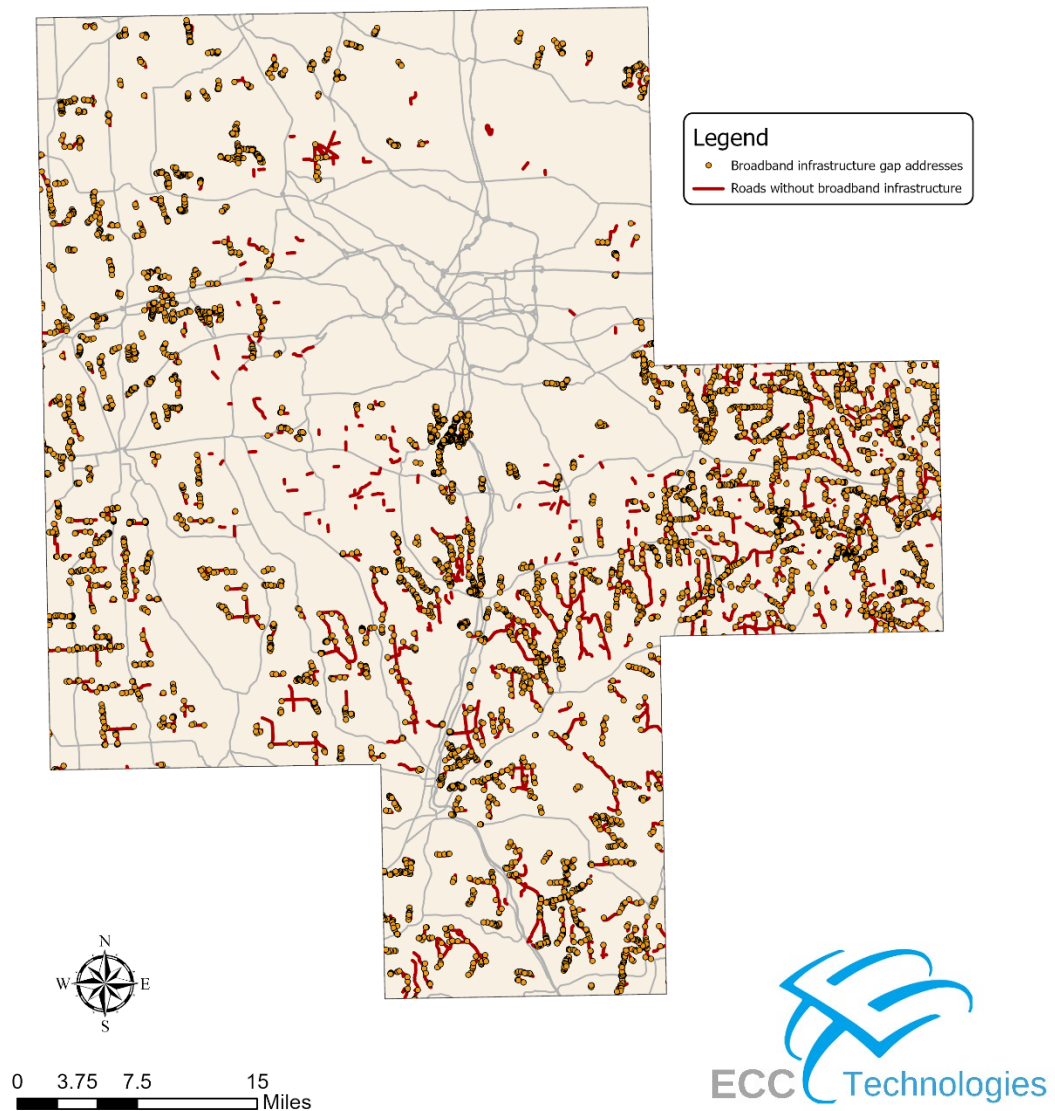 Legend
Broadband infrastructure gap addresses
Roads without broadband infrastructure
N
W E
S
0 3.75 7.5 15
Miles
ECC Technologies